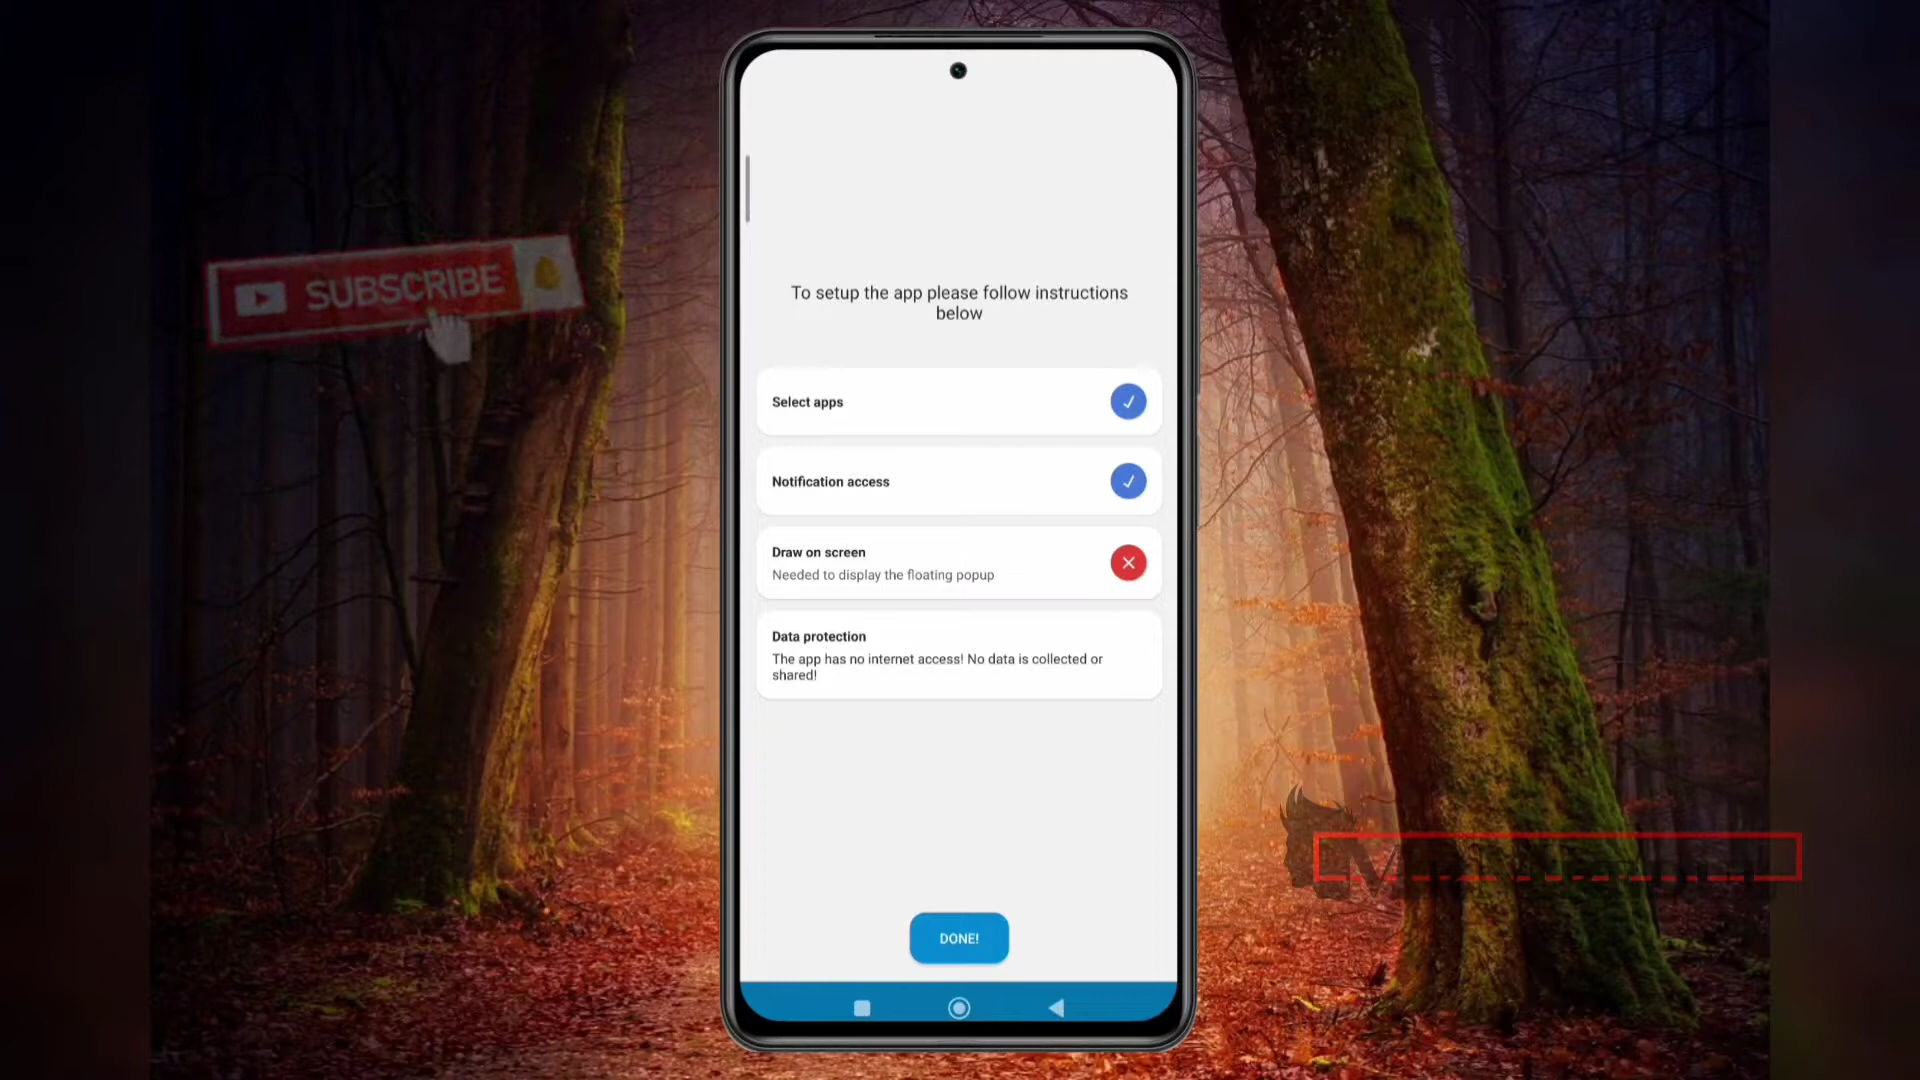 SUBSCRIBE
To setup the app please follow instructions
below
Select apps
Notification access
Draw on screen
Needed to display the floating popup
Data protection
The app has no internet access! No data is collected or
shared!
DONE!